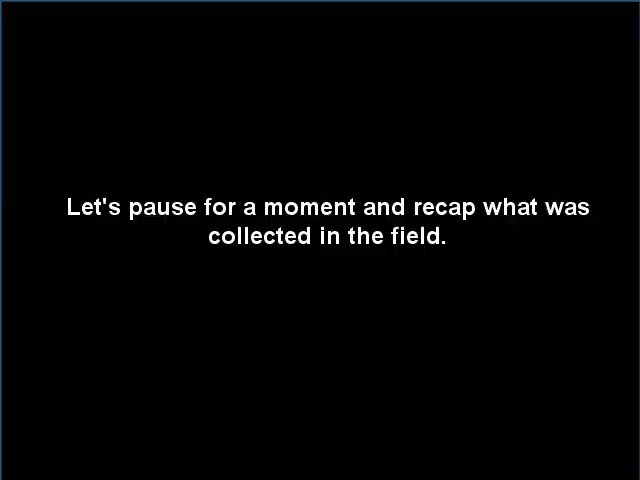 Let's pause for a moment and recap what was
collected in the field.